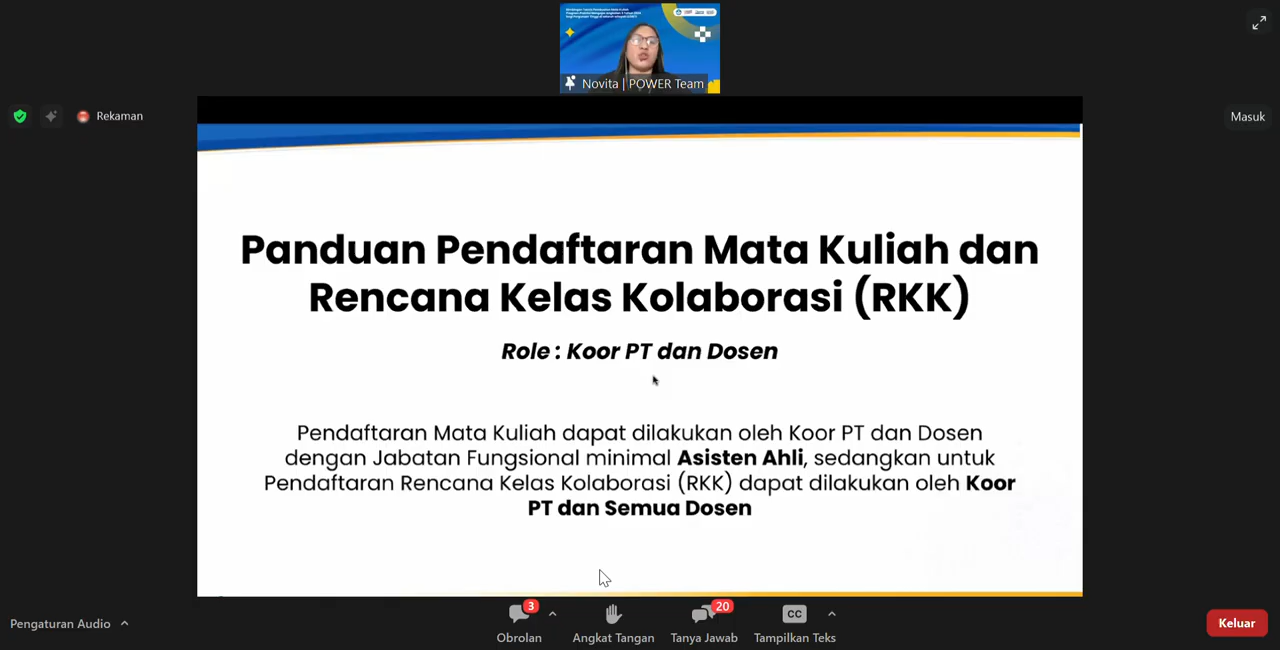 Novita | POWER Team
Rekaman
Masuk
Panduan Pendaftaran Mata Kuliah dan
Rencana Kelas Kolaborasi (RKK)
Role : Koor PT dan Dosen
Pendaftaran Mata Kuliah dapat dilakukan oleh Koor PT dan Dosen
dengan Jabatan Fungsional minimal Asisten Ahli, sedangkan untuk
Pendaftaran Rencana Kelas Kolaborasi (RKK) dapat dilakukan oleh Koor
PT dan Semua Dosen
Pengaturan Audio
3
Obrolan
Angkat Tangan
20
Tanya Jawab
CC
Tampilkan Teks
Keluar